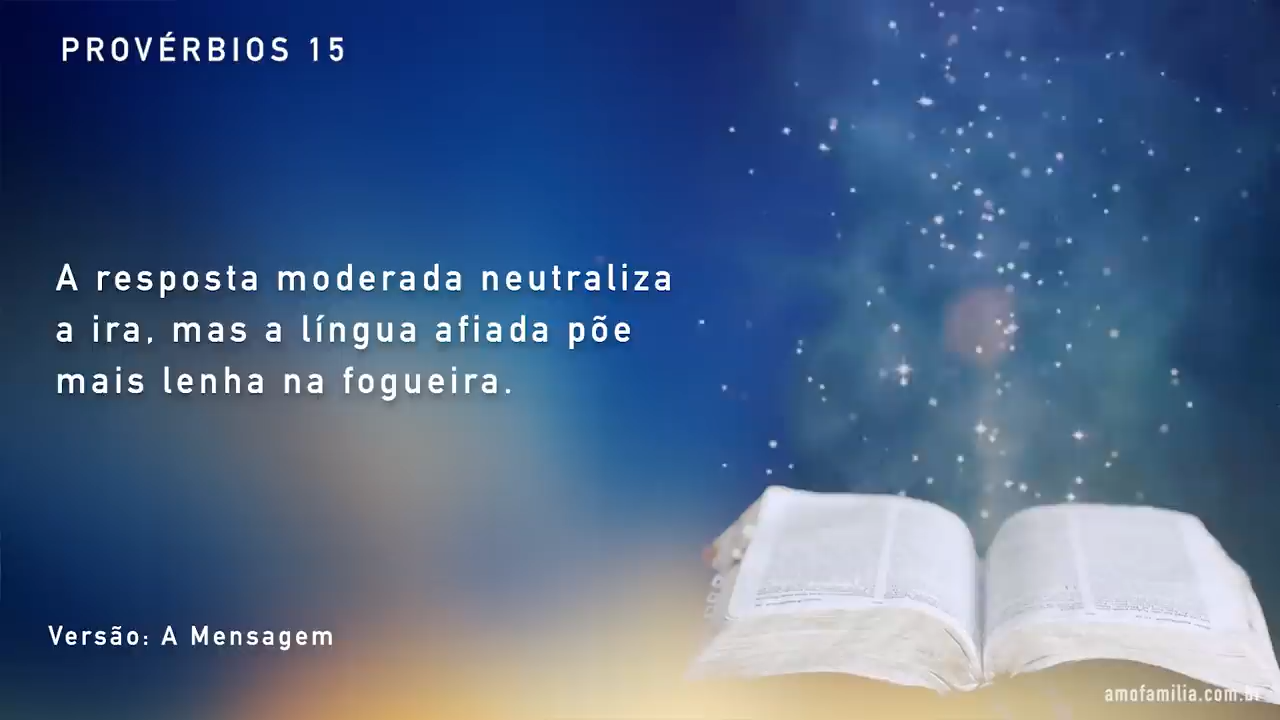 PROVÉRBIOS 15
A resposta moderada neutraliza
a ira, mas a língua afiada põe
mais lenha na fogueira.
Versão: A Mensagem
amofamilia.com.br